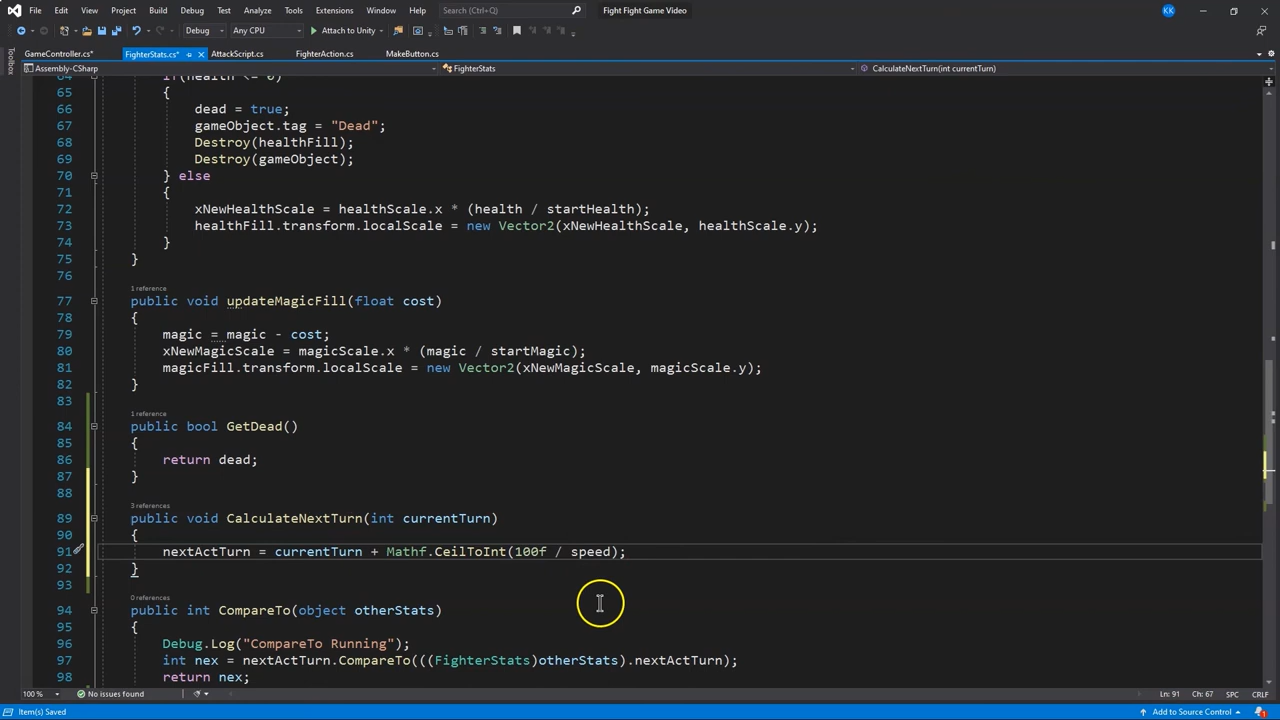 File Edit View Git Project Build Debug Test Analyze Tools Extensions Window Help Search (Ctrl+Q) Fight Fight Game Video KK
Debug Any CPU Attach to Unity
GameController.cs* FighterStats.cs* AttackScript.cs FighterAction.cs MakeButton.cs
Assembly-CSharp FighterStats CalculateNextTurn(int currentTurn)
Toolbox
64 if(health <= 0)
65 {
66 dead = true;
67 gameObject.tag = "Dead";
68 Destroy(healthFill);
69 Destroy(gameObject);
70 } else
71 {
72 xNewHealthScale = healthScale.x * (health / startHealth);
73 healthFill.transform.localScale = new Vector2(xNewHealthScale, healthScale.y);
74 }
75 }
76
1 reference
77 public void updateMagicFill(float cost)
78 {
79 magic = magic - cost;
80 xNewMagicScale = magicScale.x * (magic / startMagic);
81 magicFill.transform.localScale = new Vector2(xNewMagicScale, magicScale.y);
82 }
83
1 reference
84 public bool GetDead()
85 {
86 return dead;
87 }
88
3 references
89 public void CalculateNextTurn(int currentTurn)
90 {
91 nextActTurn = currentTurn + Mathf.CeilToInt(100f / speed);
92 }
93
0 references
94 public int CompareTo(object otherStats)
95 {
96 Debug.Log("CompareTo Running");
97 int nex = nextActTurn.CompareTo(((FighterStats)otherStats).nextActTurn);
98 return nex;
100 % No issues found Ln: 91 Ch: 67 SPC CRLF
Item(s) Saved Add to Source Control 1